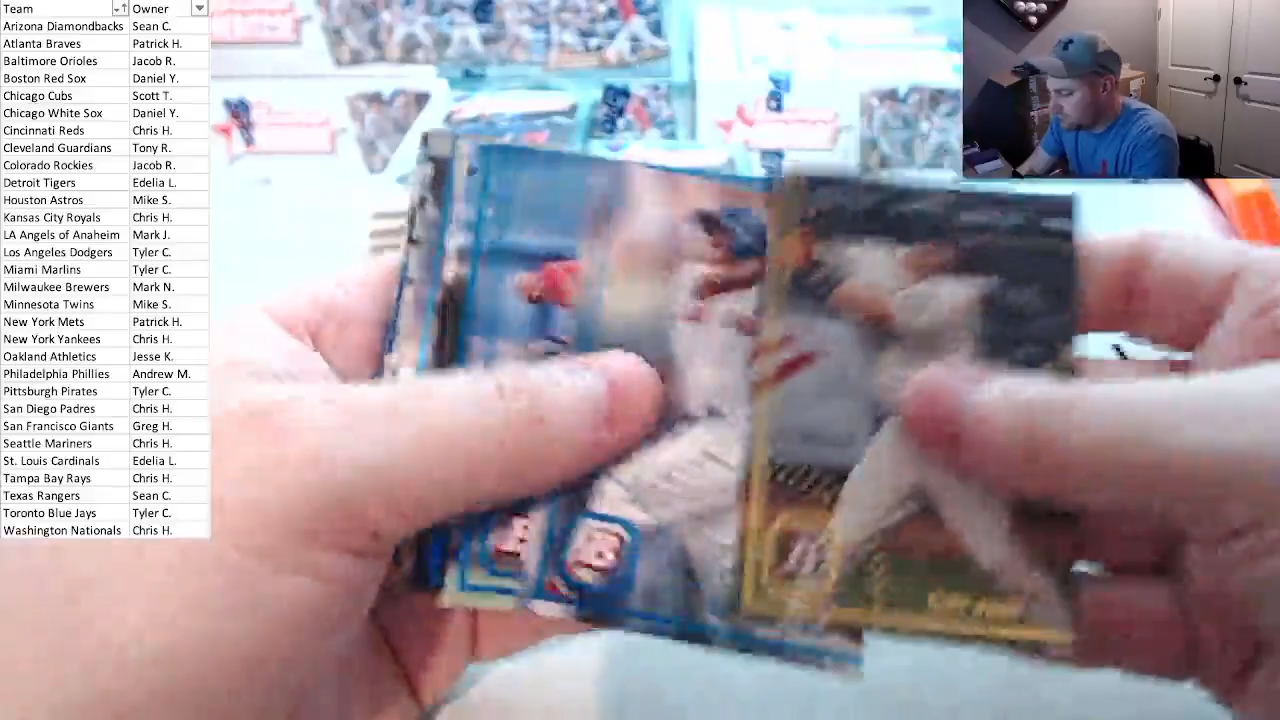 Team Owner
Arizona Diamondbacks Sean C.
Atlanta Braves Patrick H.
Baltimore Orioles Jacob R.
Boston Red Sox Daniel Y.
Chicago Cubs Scott T.
Chicago White Sox Daniel Y.
Cincinnati Reds Chris H.
Cleveland Guardians Tony R.
Colorado Rockies Jacob R.
Detroit Tigers Edelia L.
Houston Astros Mike S.
Kansas City Royals Chris H.
LA Angels of Anaheim Mark J.
Los Angeles Dodgers Tyler C.
Miami Marlins Tyler C.
Milwaukee Brewers Mark N.
Minnesota Twins Mike S.
New York Mets Patrick H.
New York Yankees Chris H.
Oakland Athletics Jesse K.
Philadelphia Phillies Andrew M.
Pittsburgh Pirates Tyler C.
San Diego Padres Chris H.
San Francisco Giants Greg H.
Seattle Mariners Chris H.
St. Louis Cardinals Edelia L.
Tampa Bay Rays Chris H.
Texas Rangers Sean C.
Toronto Blue Jays Tyler C.
Washington Nationals Chris H.